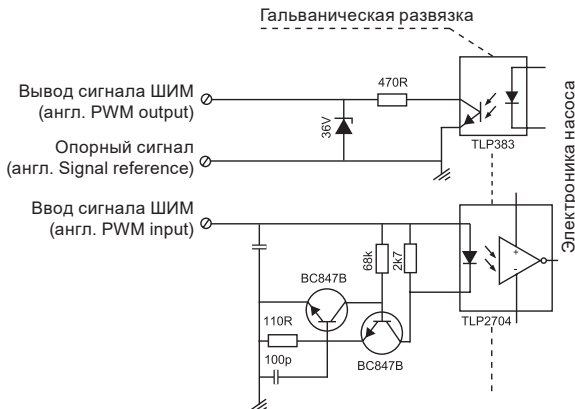 Гальваническая развязка
Вывод сигнала ШИМ
(англ. PWM output)
470R
36V
TLP383
Опорный сигнал
(англ. Signal reference)
Электроника насоса
Ввод сигнала ШИМ
(англ. PWM input)
68k
2k7
BC847B
TLP2704
110R
100p
BC847B
+
-